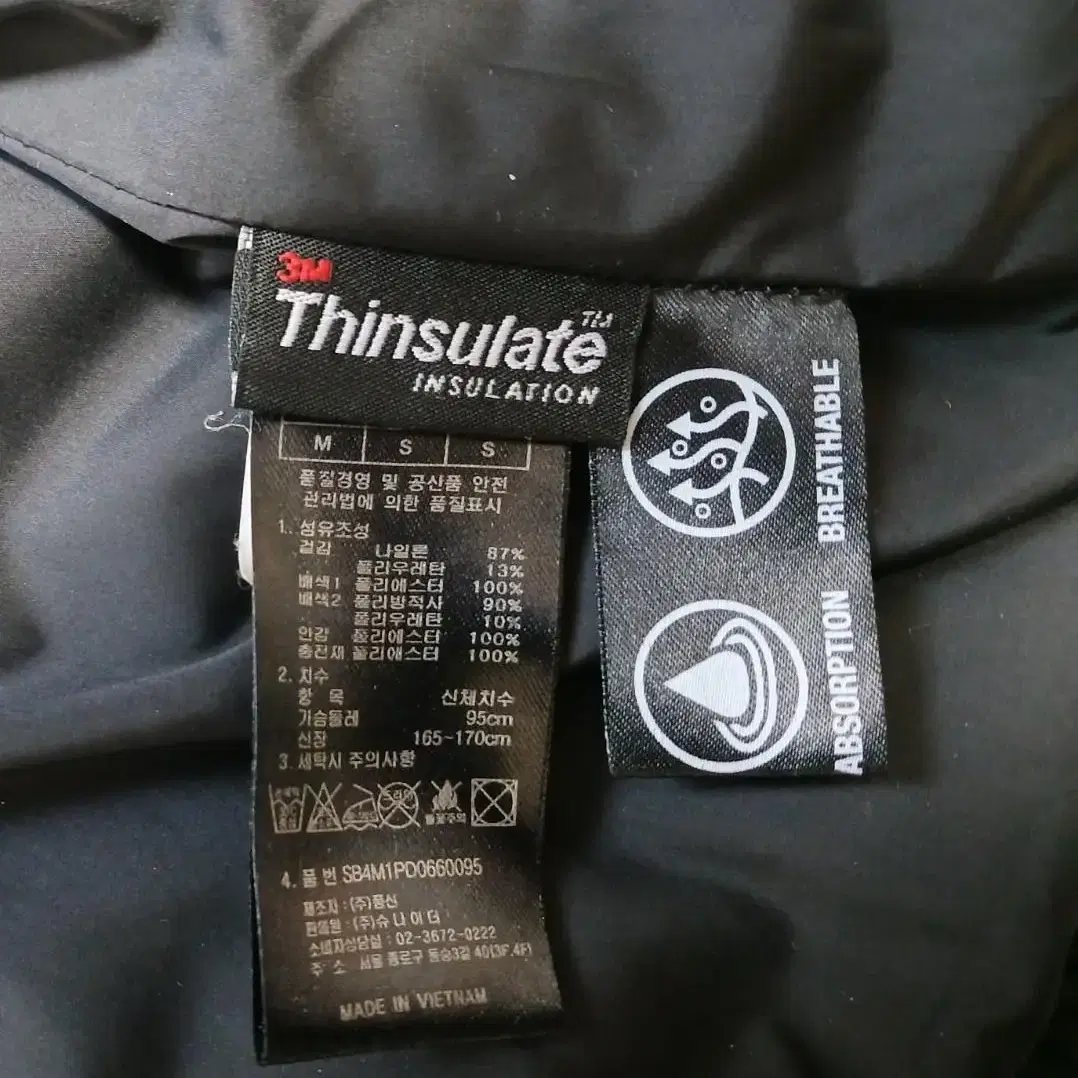 3M
Thinsulate™
INSULATION
M S S
품질경영 및 공산품 안전
관리법에 의한 품질표시
1. 섬유조성
겉감 나일론 87%
폴리우레탄 13%
배색1 폴리에스터 100%
배색2 폴리방적사 90%
폴리우레탄 10%
안감 폴리에스터 100%
충전재 폴리에스터 100%
2. 치수
항 목 신체치수
가슴둘레 95cm
신장 165~170cm
3. 세탁시 주의사항
드라이
불꽃주의
4. 품 번 SB4M1PD0660095
제조자 : (주)풍신
판매원 : (주)슈나이더
소비자상담실 : 02-3672-0222
주 소 서울 종로구 동숭3길 40(3F,4F)
MADE IN VIETNAM
BREATHABLE
ABSORPTION